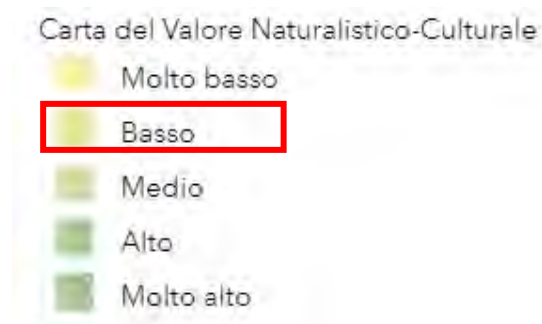 Carta del Valore Naturalistico-Culturale
Molto basso
Basso
Medio
Alto
Molto alto